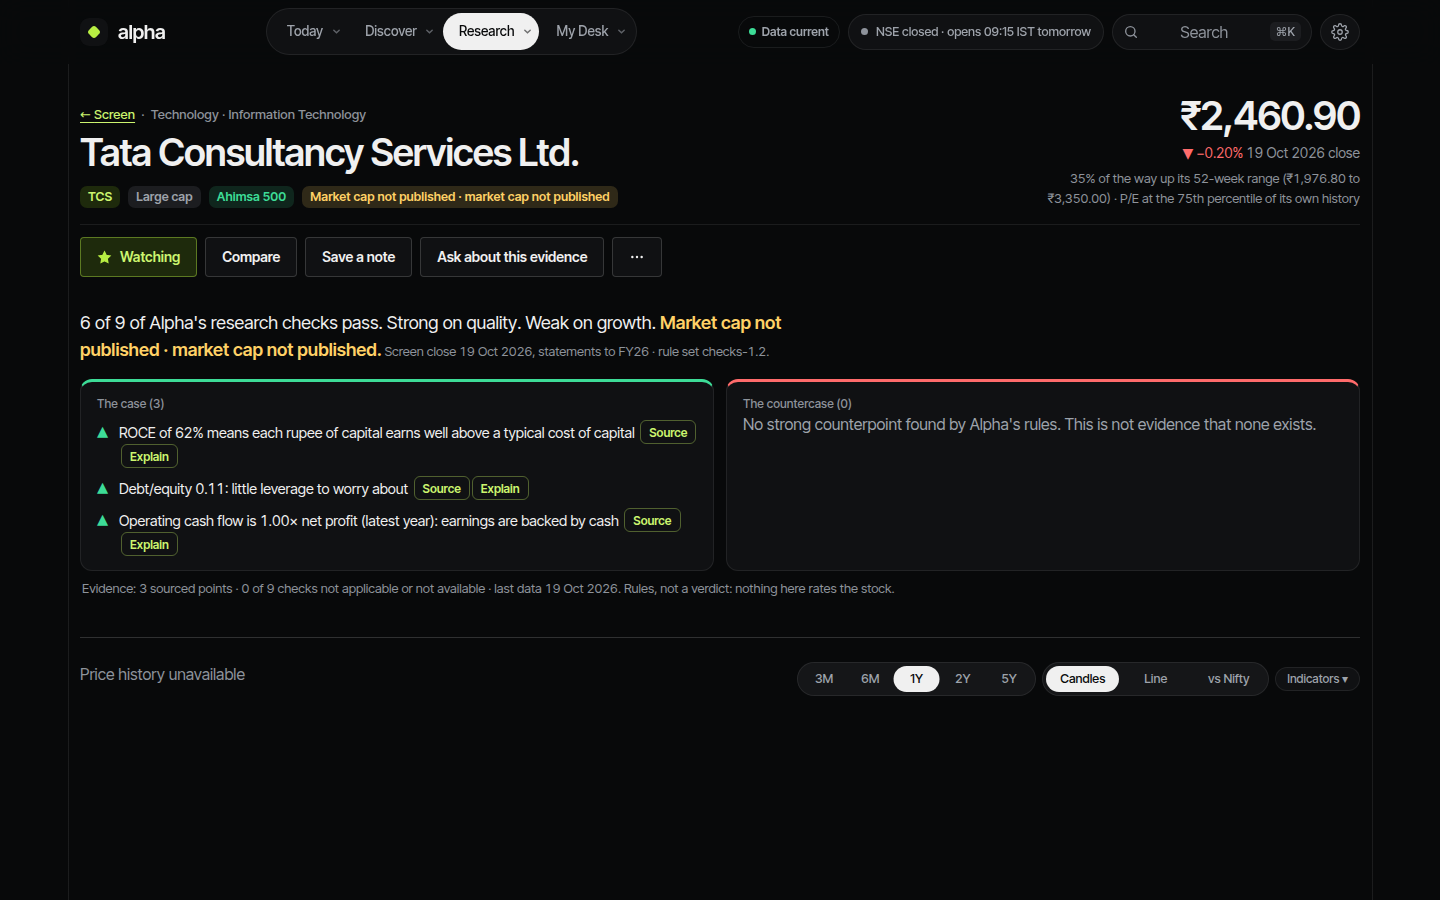 alpha
Today
Discover
Research
My Desk
Data current
NSE closed · opens 09:15 IST tomorrow
Search
⌘K
← Screen · Technology · Information Technology
Tata Consultancy Services Ltd.
TCS
Large cap
Ahimsa 500
Market cap not published · market cap not published
₹2,460.90
▼ −0.20% 19 Oct 2026 close
35% of the way up its 52-week range (₹1,976.80 to
₹3,350.00) · P/E at the 75th percentile of its own history
★ Watching
Compare
Save a note
Ask about this evidence
···
6 of 9 of Alpha's research checks pass. Strong on quality. Weak on growth. Market cap not
published · market cap not published. Screen close 19 Oct 2026, statements to FY26 · rule set checks-1.2.
The case (3)
▲ ROCE of 62% means each rupee of capital earns well above a typical cost of capital Source
Explain
▲ Debt/equity 0.11: little leverage to worry about Source Explain
▲ Operating cash flow is 1.00× net profit (latest year): earnings are backed by cash Source
Explain
The countercase (0)
No strong counterpoint found by Alpha's rules. This is not evidence that none exists.
Evidence: 3 sourced points · 0 of 9 checks not applicable or not available · last data 19 Oct 2026. Rules, not a verdict: nothing here rates the stock.
Price history unavailable
3M
6M
1Y
2Y
5Y
Candles
Line
vs Nifty
Indicators ▾